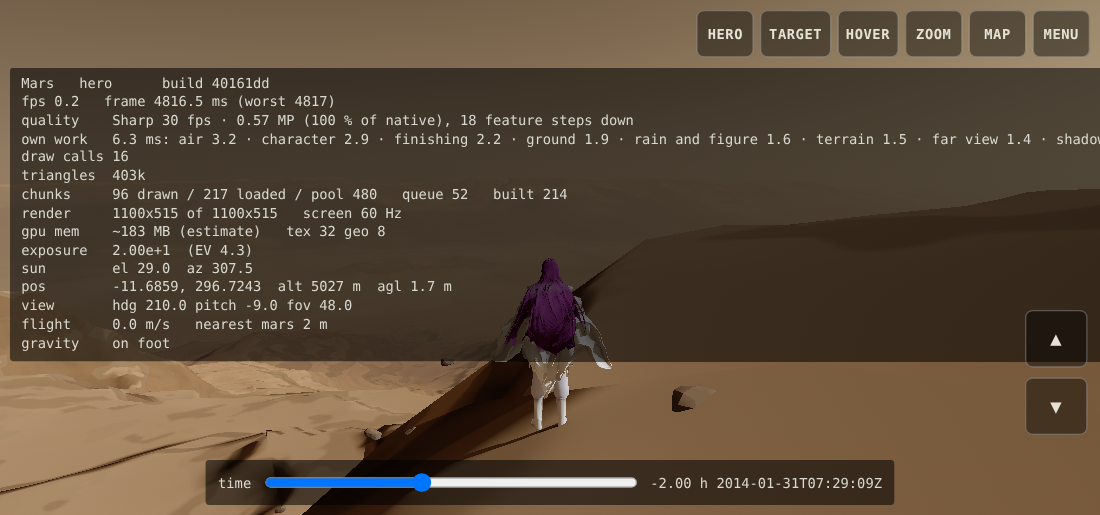 HERO TARGET HOVER ZOOM MAP MENU
Mars hero build 40161dd
fps 0.2 frame 4816.5 ms (worst 4817)
quality Sharp 30 fps · 0.57 MP (100 % of native), 18 feature steps down
own work 6.3 ms: air 3.2 · character 2.9 · finishing 2.2 · ground 1.9 · rain and figure 1.6 · terrain 1.5 · far view 1.4 · shadow
draw calls 16
triangles 403k
chunks 96 drawn / 217 loaded / pool 480 queue 52 built 214
render 1100x515 of 1100x515 screen 60 Hz
gpu mem ~183 MB (estimate) tex 32 geo 8
exposure 2.00e+1 (EV 4.3)
sun el 29.0 az 307.5
pos -11.6859, 296.7243 alt 5027 m agl 1.7 m
view hdg 210.0 pitch -9.0 fov 48.0
flight 0.0 m/s nearest mars 2 m
gravity on foot
▲
▼
time -2.00 h 2014-01-31T07:29:09Z